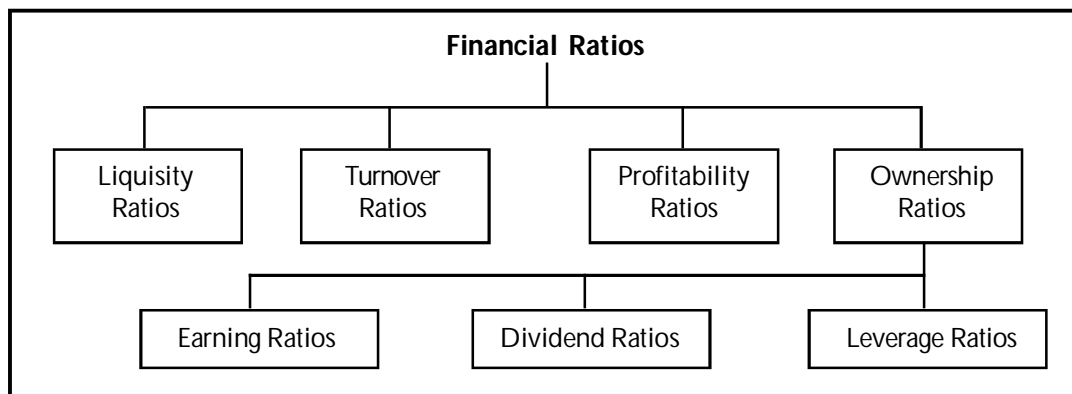 Financial Ratios
Liquisity
Ratios
Turnover
Ratios
Profitability
Ratios
Ownership
Ratios
Earning Ratios
Dividend Ratios
Leverage Ratios